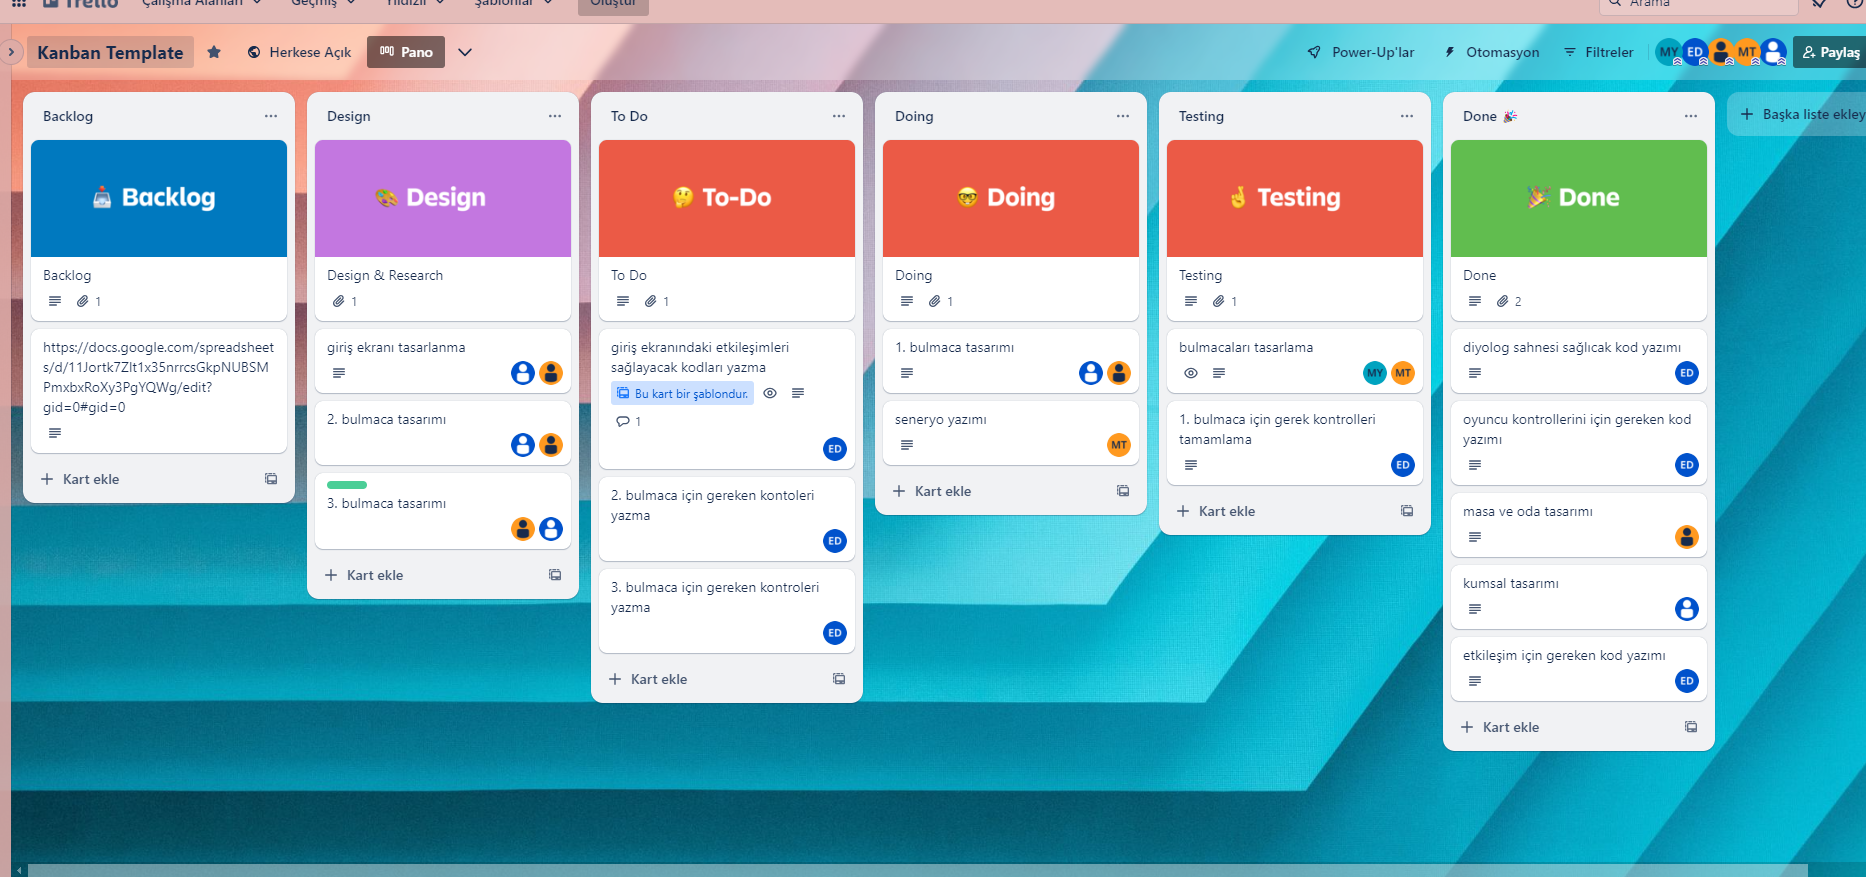 Trello
Çalışma Alanları
Geçmiş
Yıldızlı
Şablonlar
Oluştur
Arama
Kanban Template
Herkese Açık
Pano
Power-Up'lar
Otomasyon
Filtreler
MY
ED
MT
Paylaş
Backlog
Backlog
Backlog
1
https://docs.google.com/spreadsheet
s/d/11Jortk7ZIt1x35nrrcsGkpNUBSM
PmxbxRoXy3PgYQWg/edit?
gid=0#gid=0
Kart ekle
Design
Design
Design & Research
1
giriş ekranı tasarlanma
2. bulmaca tasarımı
3. bulmaca tasarımı
Kart ekle
To Do
To-Do
To Do
1
giriş ekranındaki etkileşimleri
sağlayacak kodları yazma
Bu kart bir şablondur.
1
ED
2. bulmaca için gereken kontoleri
yazma
ED
3. bulmaca için gereken kontroleri
yazma
ED
Kart ekle
Doing
Doing
Doing
1
1. bulmaca tasarımı
seneryo yazımı
MT
Kart ekle
Testing
Testing
Testing
1
bulmacaları tasarlama
MY
MT
1. bulmaca için gerek kontrolleri
tamamlama
ED
Kart ekle
Done
Done
Done
2
diyolog sahnesi sağlıcak kod yazımı
ED
oyuncu kontrollerini için gereken kod
yazımı
ED
masa ve oda tasarımı
kumsal tasarımı
etkileşim için gereken kod yazımı
ED
Kart ekle
Başka liste ekley